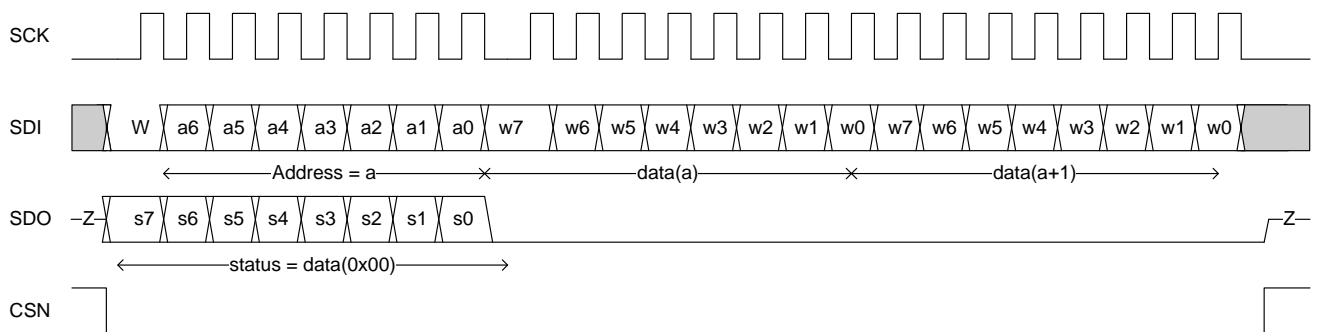 SCK
SDI W a6 a5 a4 a3 a2 a1 a0 w7 w6 w5 w4 w3 w2 w1 w0 w7 w6 w5 w4 w3 w2 w1 w0
Address = a data(a) data(a+1)
SDO Z s7 s6 s5 s4 s3 s2 s1 s0 Z
status = data(0x00)
CSN